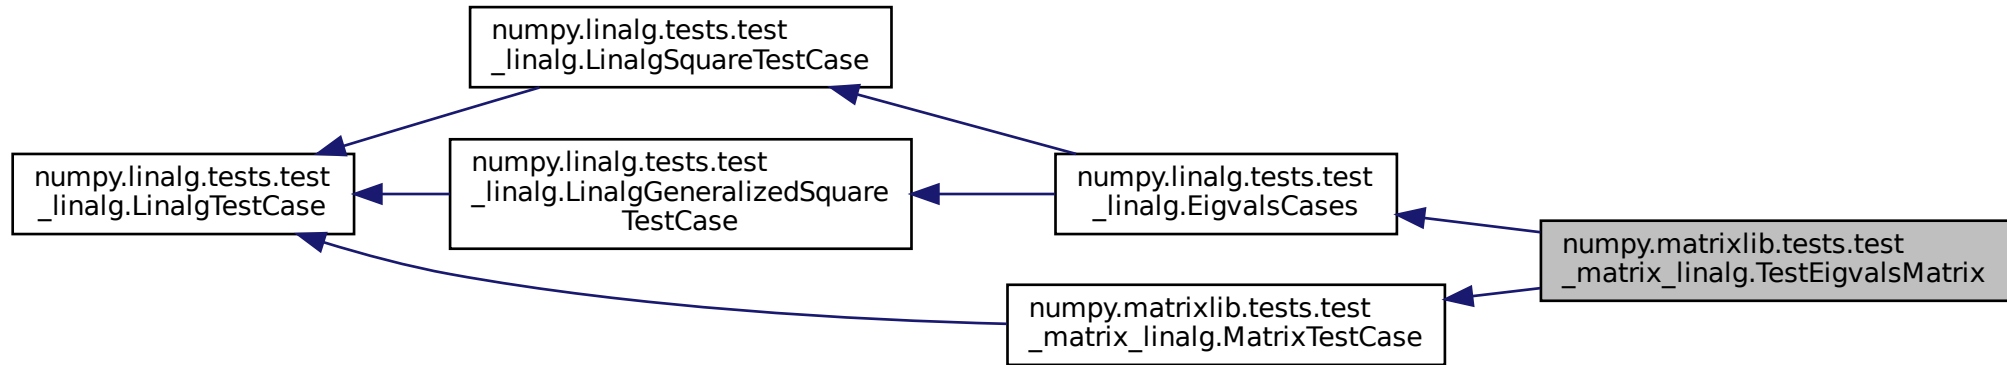 numpy.linalg.tests.test
_linalg.LinalgSquareTestCase
numpy.linalg.tests.test
_linalg.LinalgTestCase
numpy.linalg.tests.test
_linalg.LinalgGeneralizedSquare
TestCase
numpy.linalg.tests.test
_linalg.EigvalsCases
numpy.matrixlib.tests.test
_matrix_linalg.TestEigvalsMatrix
numpy.matrixlib.tests.test
_matrix_linalg.MatrixTestCase